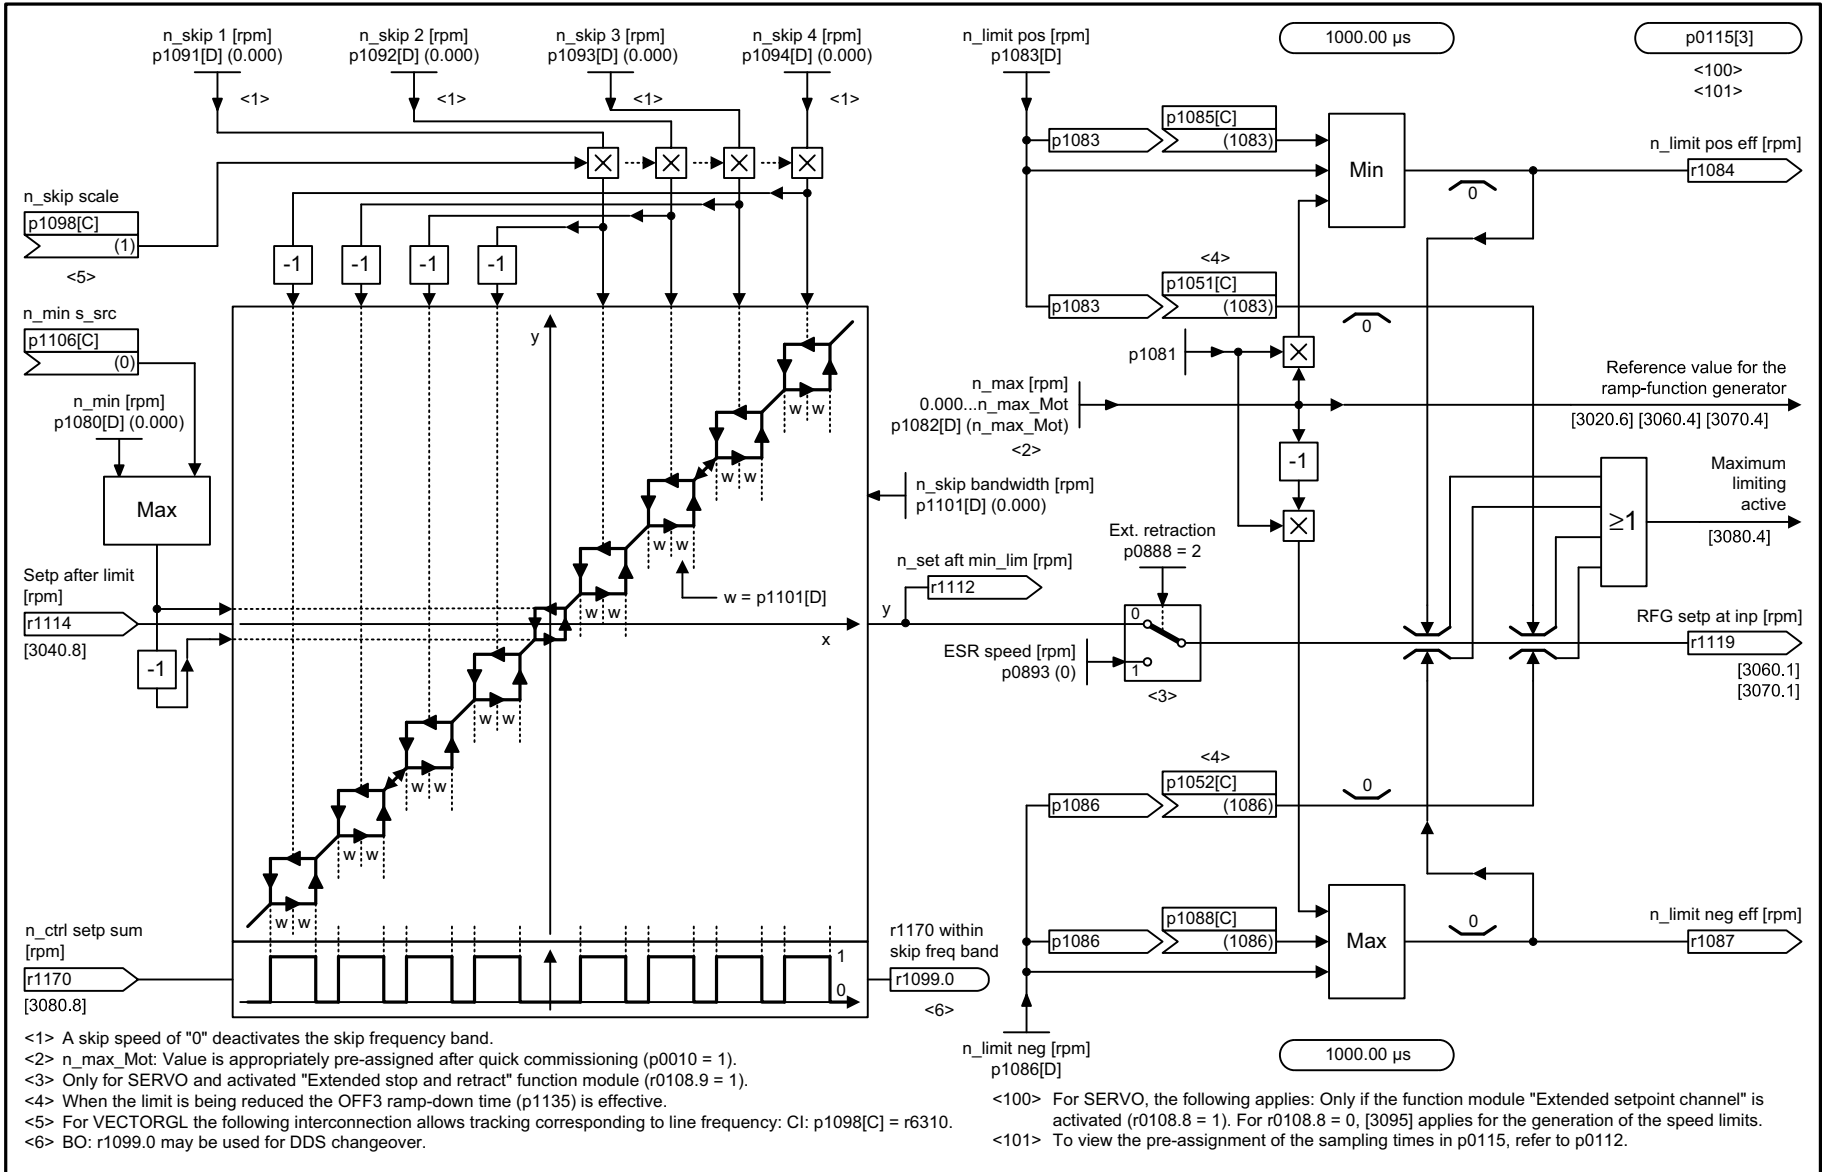 n_skip 1 [rpm]
p1091[D] (0.000)
<1>
n_skip 2 [rpm]
p1092[D] (0.000)
<1>
n_skip 3 [rpm]
p1093[D] (0.000)
<1>
n_skip 4 [rpm]
p1094[D] (0.000)
<1>
n_limit pos [rpm]
p1083[D]
1000.00 µs
p0115[3]
<100>
<101>
p1083
p1085[C]
(1083)
Min
0
n_limit pos eff [rpm]
r1084
n_skip scale
p1098[C]
(1)
<5>
-1
-1
-1
-1
<4>
p1083
p1051[C]
(1083)
0
n_min s_src
p1106[C]
(0)
n_min [rpm]
p1080[D] (0.000)
Max
y
x
w w
w w
w w
w w
w w
w w
w w
w w
w = p1101[D]
p1081
n_max [rpm]
0.000...n_max_Mot
p1082[D] (n_max_Mot)
<2>
-1
Reference value for the
ramp-function generator
[3020.6] [3060.4] [3070.4]
n_skip bandwidth [rpm]
p1101[D] (0.000)
≥1
Maximum
limiting
active
[3080.4]
Setp after limit
[rpm]
r1114
[3040.8]
-1
n_set aft min_lim [rpm]
r1112
y
Ext. retraction
p0888 = 2
0
1
<3>
ESR speed [rpm]
p0893 (0)
RFG setp at inp [rpm]
r1119
[3060.1]
[3070.1]
<4>
p1086
p1052[C]
(1086)
0
p1086
p1088[C]
(1086)
Max
0
n_limit neg eff [rpm]
r1087
n_ctrl setp sum
[rpm]
r1170
[3080.8]
1
0
r1170 within
skip freq band
r1099.0
<6>
n_limit neg [rpm]
p1086[D]
1000.00 µs
<1> A skip speed of "0" deactivates the skip frequency band.
<2> n_max_Mot: Value is appropriately pre-assigned after quick commissioning (p0010 = 1).
<3> Only for SERVO and activated "Extended stop and retract" function module (r0108.9 = 1).
<4> When the limit is being reduced the OFF3 ramp-down time (p1135) is effective.
<5> For VECTORGL the following interconnection allows tracking corresponding to line frequency: CI: p1098[C] = r6310.
<6> BO: r1099.0 may be used for DDS changeover.
<100> For SERVO, the following applies: Only if the function module "Extended setpoint channel" is
activated (r0108.8 = 1). For r0108.8 = 0, [3095] applies for the generation of the speed limits.
<101> To view the pre-assignment of the sampling times in p0115, refer to p0112.